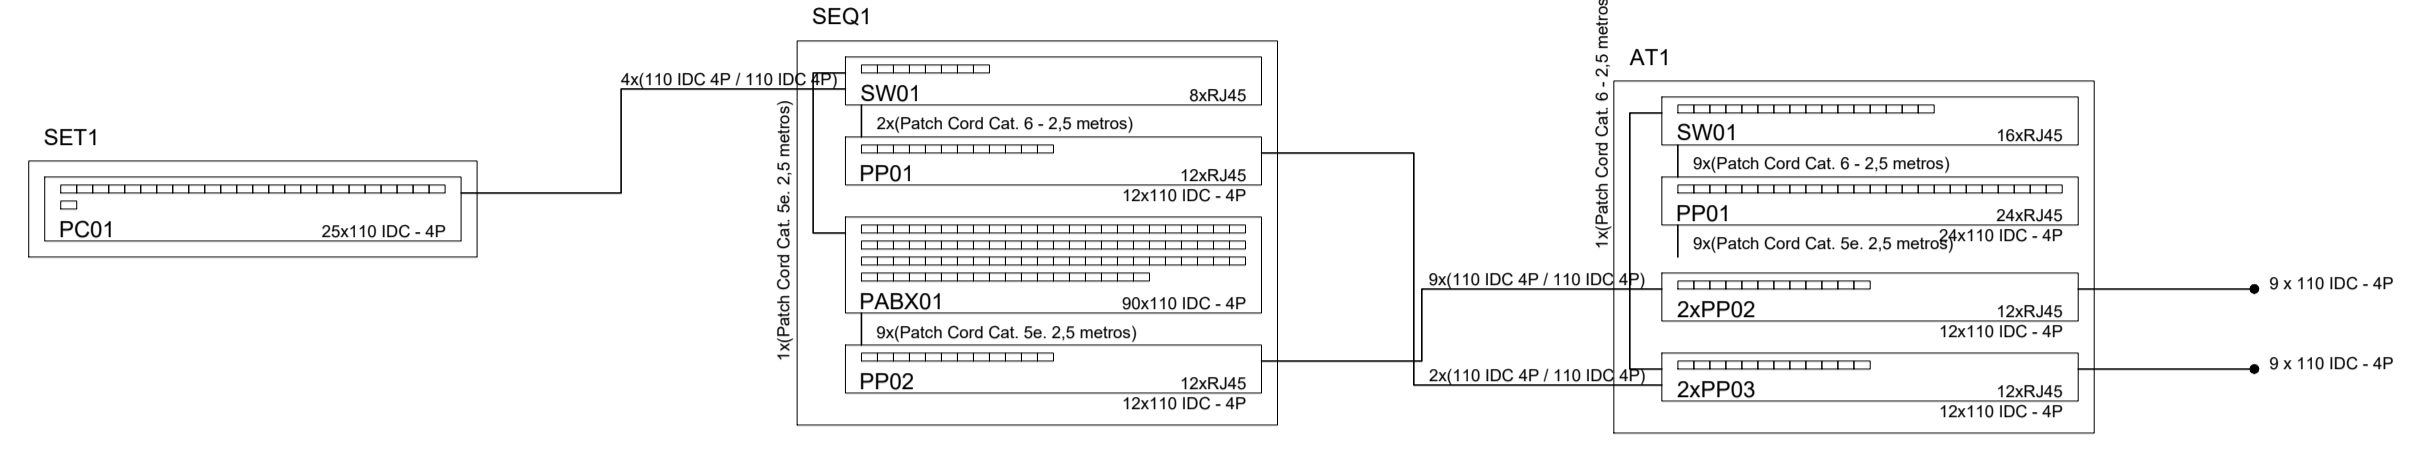 SET1
PC01
25x110 IDC - 4P
4x(110 IDC 4P / 110 IDC 4P)
SEQ1
1x(Patch Cord Cat. 5e. 2,5 metros)
SW01
8xRJ45
2x(Patch Cord Cat. 6 - 2,5 metros)
PP01
12xRJ45
12x110 IDC - 4P
PABX01
90x110 IDC - 4P
9x(Patch Cord Cat. 5e. 2,5 metros)
PP02
12xRJ45
12x110 IDC - 4P
9x(110 IDC 4P / 110 IDC 4P)
2x(110 IDC 4P / 110 IDC 4P)
1x(Patch Cord Cat. 6 - 2,5 metros
AT1
SW01
16xRJ45
9x(Patch Cord Cat. 6 - 2,5 metros)
PP01
24xRJ45
24x110 IDC - 4P
9x(Patch Cord Cat. 5e. 2,5 metros)
2xPP02
12xRJ45
12x110 IDC - 4P
2xPP03
12xRJ45
12x110 IDC - 4P
9 x 110 IDC - 4P
9 x 110 IDC - 4P